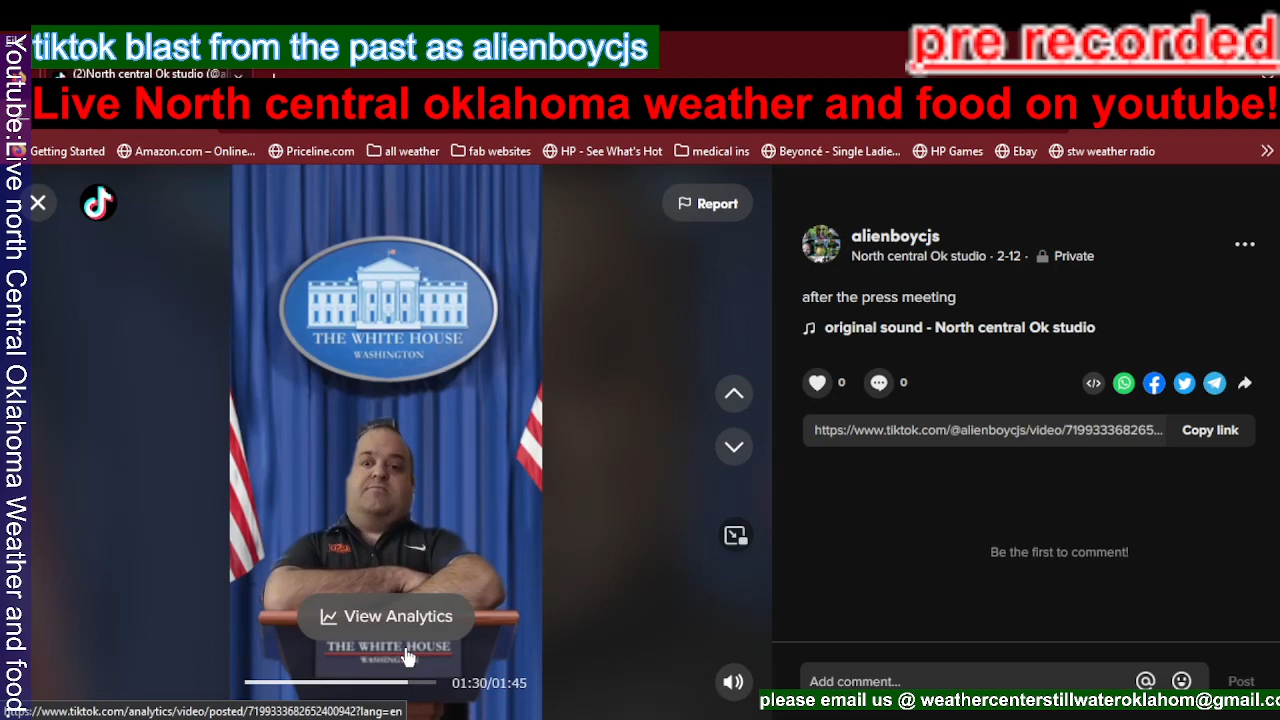 tiktok blast from the past as alienboycjs
pre recorded
(2)North central Ok studio (@a
Live North central oklahoma weather and food on youtube!
Getting Started
Amazon.com – Online...
Priceline.com
all weather
fab websites
HP - See What's Hot
medical ins
Beyoncé - Single Ladie...
HP Games
Ebay
stw weather radio
Youtube:Live north Central Oklahoma Weather and food
Report
alienboycjs
North central Ok studio · 2-12 · Private
after the press meeting
original sound - North central Ok studio
THE WHITE HOUSE
WASHINGTON
0
0
https://www.tiktok.com/@alienboycjs/video/719933368265...
Copy link
Be the first to comment!
View Analytics
THE WHITE HOUSE
01:30/01:45
Add comment...
Post
please email us @ weathercenterstillwateroklahom@gmail.co
https://www.tiktok.com/analytics/video/posted/7199333682652400942?lang=en